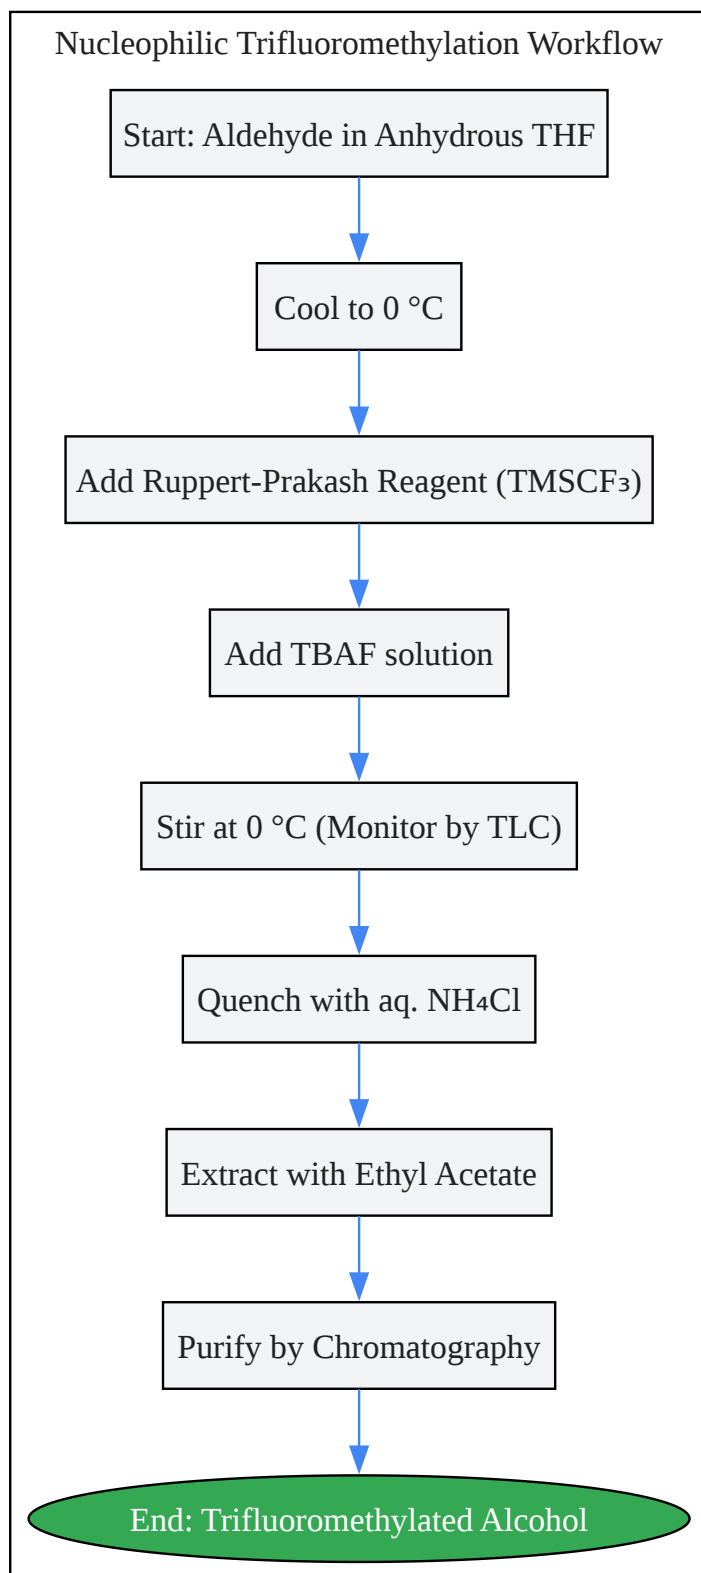 Nucleophilic Trifluoromethylation Workflow
Start: Aldehyde in Anhydrous THF
Cool to 0 °C
Add Ruppert-Prakash Reagent (TMSCF₃)
Add TBAF solution
Stir at 0 °C (Monitor by TLC)
Quench with aq. NH₄Cl
Extract with Ethyl Acetate
Purify by Chromatography
End: Trifluoromethylated Alcohol